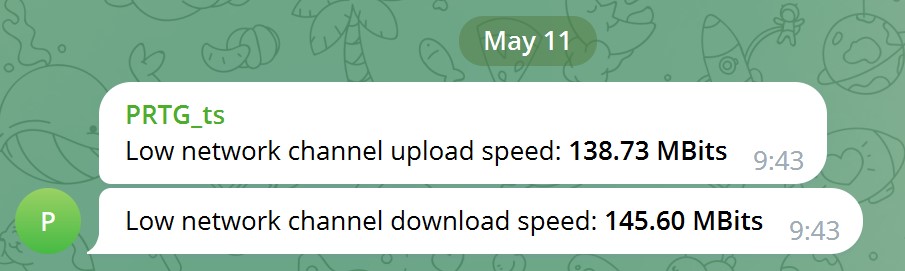 May 11
PRTG_ts
Low network channel upload speed: 138.73 MBits
9:43
P
Low network channel download speed: 145.60 MBits
9:43